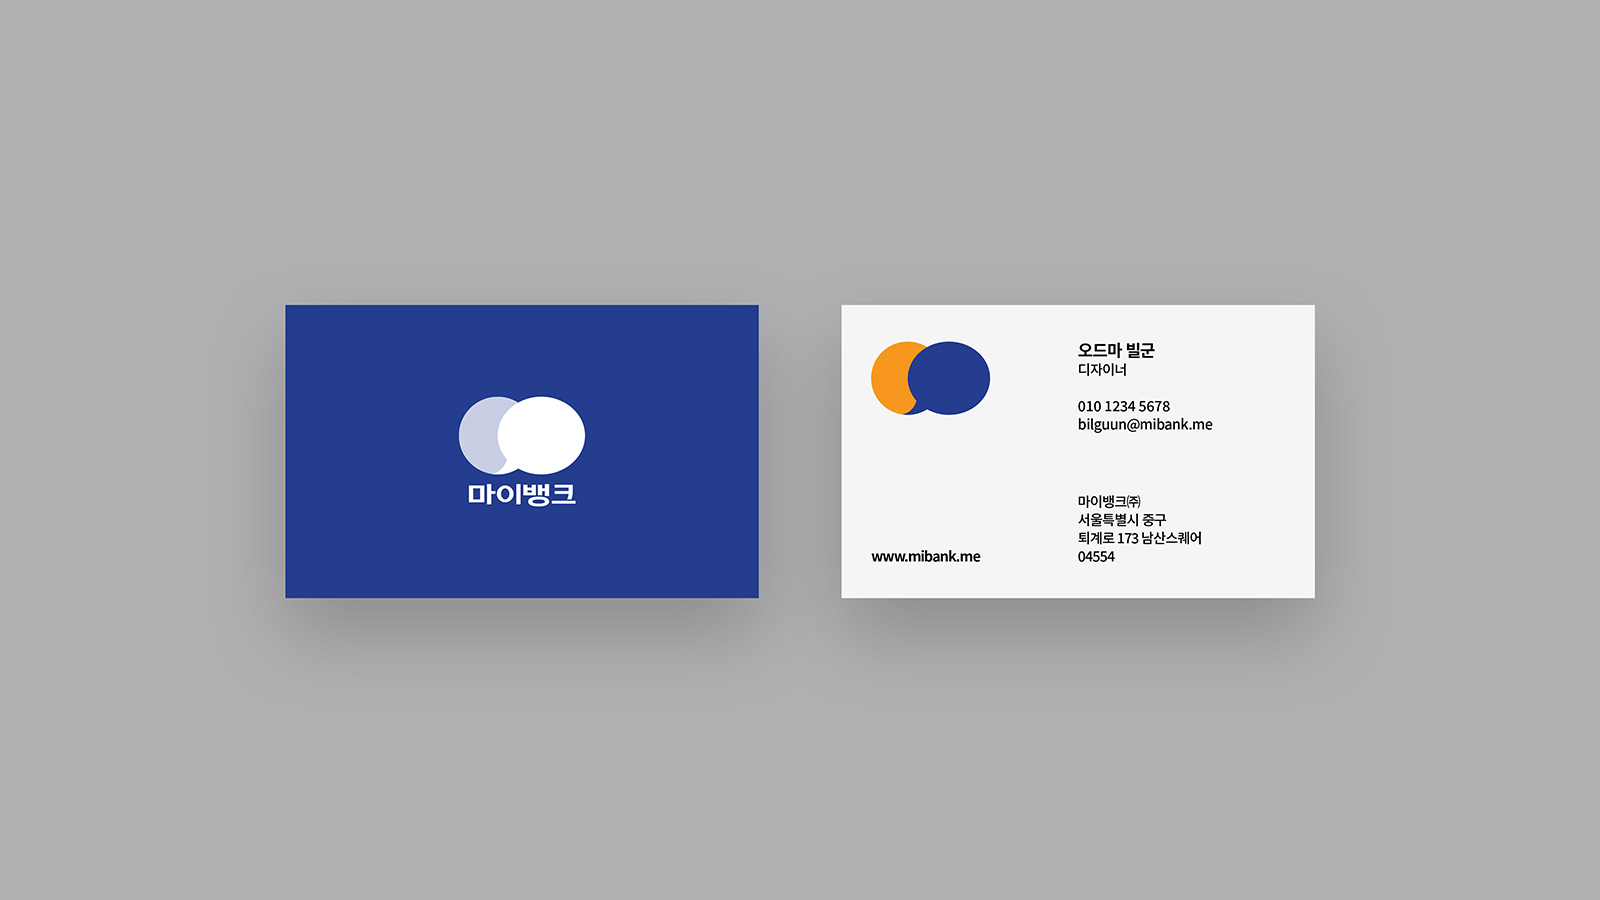 마이뱅크
오드마 빌군
디자이너
010 1234 5678
bilguun@mibank.me
마이뱅크㈜
서울특별시 중구
퇴계로 173 남산스퀘어
04554
www.mibank.me